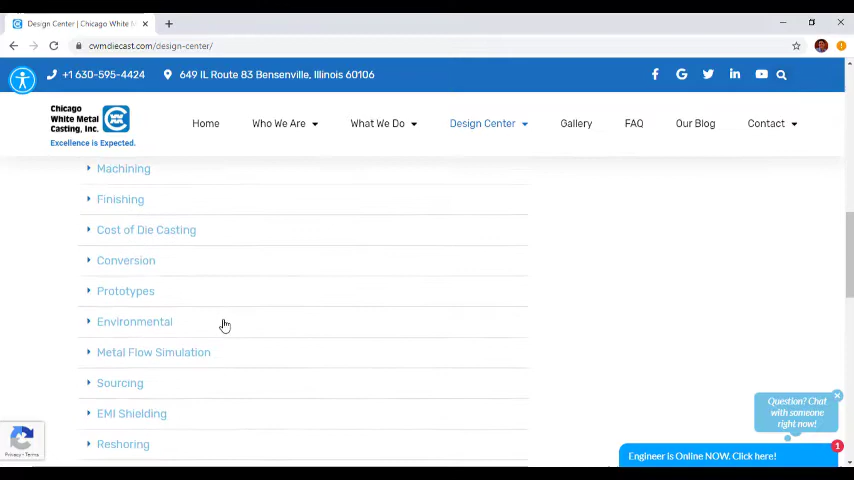 Design Center | Chicago White M
cwmdiecast.com/design-center/
+1 630-595-4424
649 IL Route 83 Bensenville, Illinois 60106
Chicago
White Metal
Casting, Inc.
Excellence is Expected.
Home
Who We Are
What We Do
Design Center
Gallery
FAQ
Our Blog
Contact
Machining
Finishing
Cost of Die Casting
Conversion
Prototypes
Environmental
Metal Flow Simulation
Sourcing
EMI Shielding
Reshoring
Question? Chat
with someone
right now!
Engineer is Online NOW. Click here!
1
Privacy - Terms